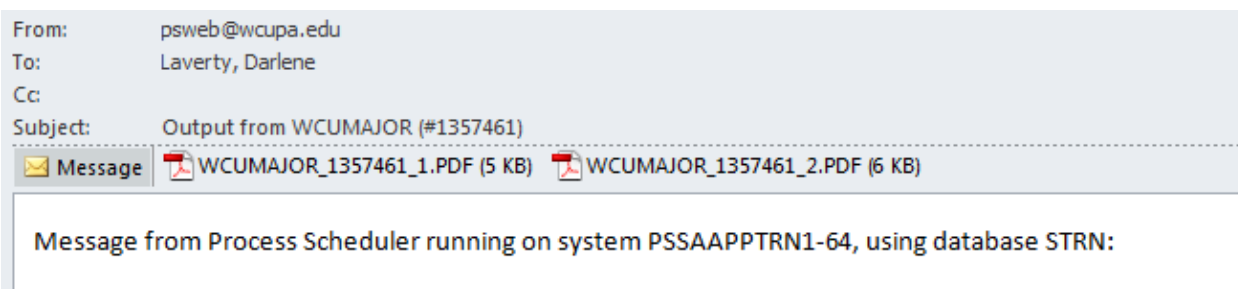 From: psweb@wcupa.edu
To: Laverty, Darlene
Cc:
Subject: Output from WCUMAJOR (#1357461)
Message WCUMAJOR_1357461_1.PDF (5 KB) WCUMAJOR_1357461_2.PDF (6 KB)
Message from Process Scheduler running on system PSSAAPPTRN1-64, using database STRN: